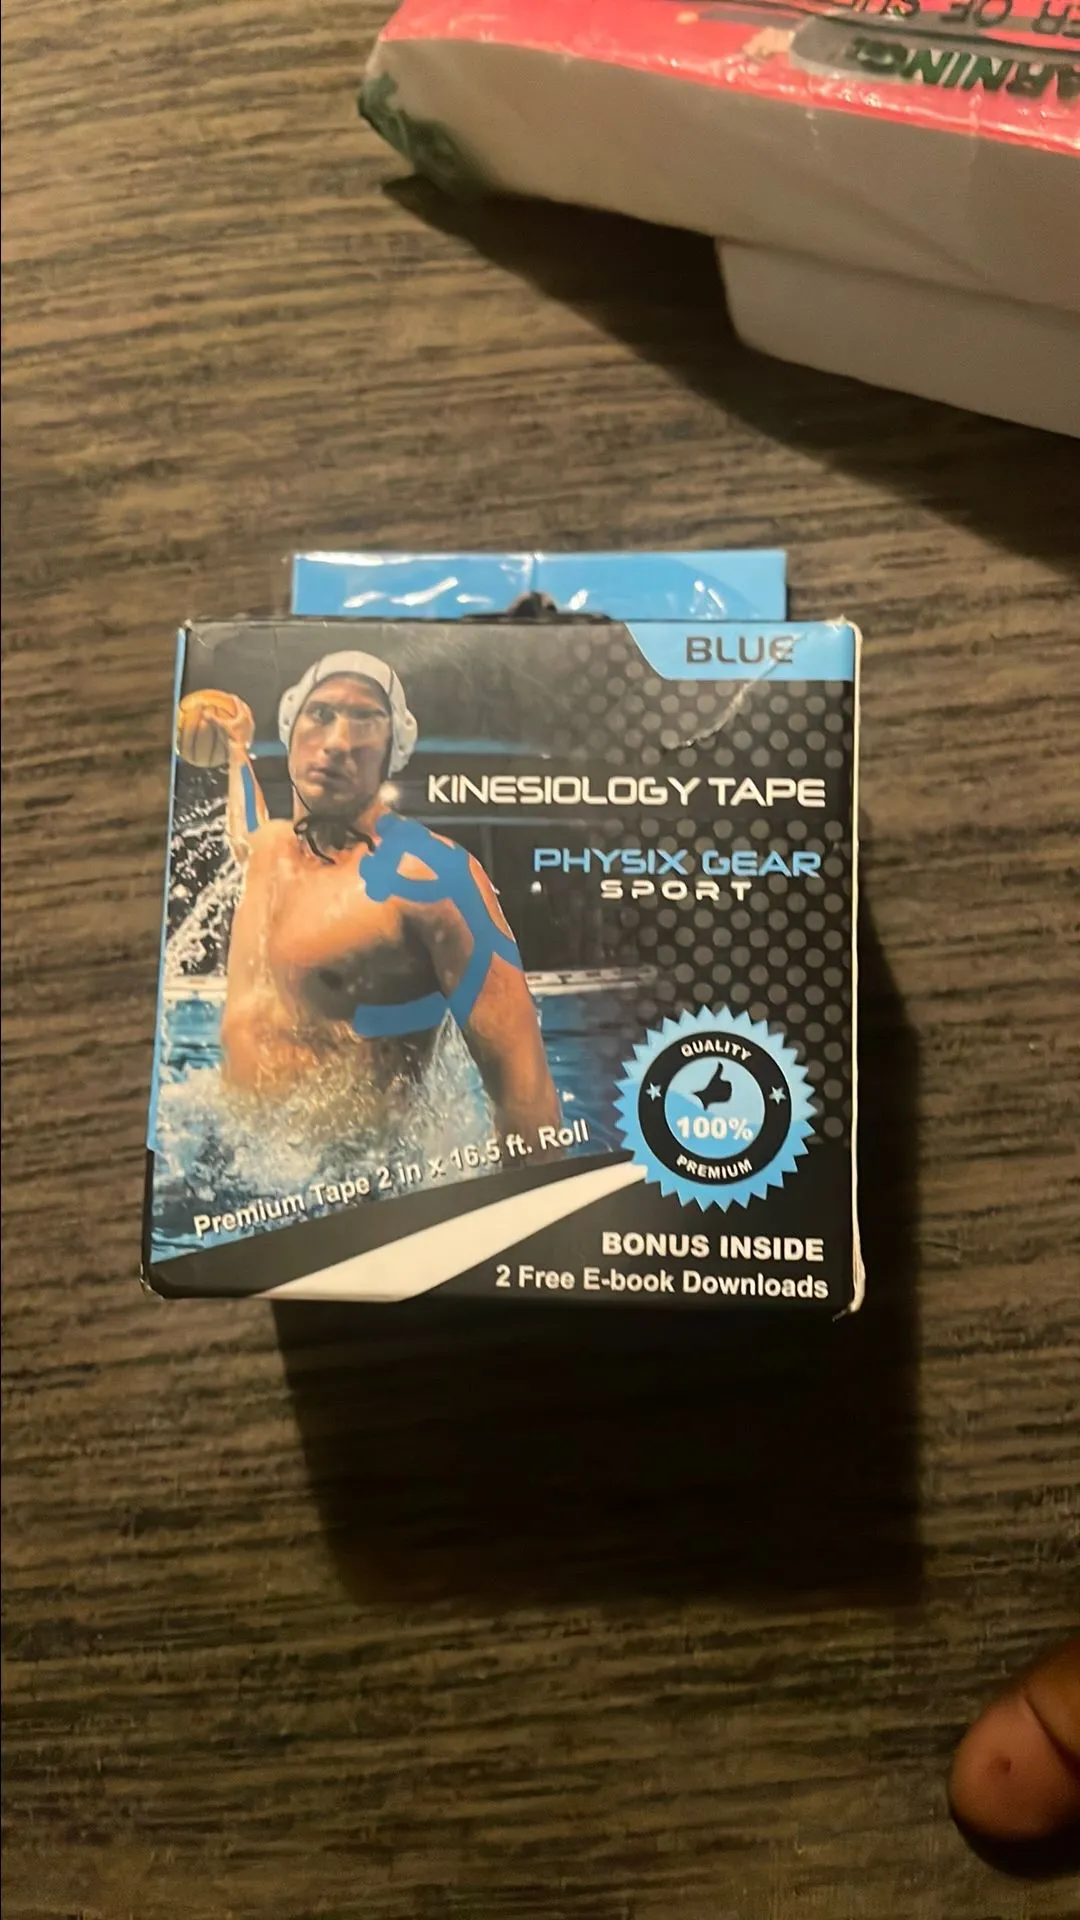 BLUE
KINESIOLOGY TAPE
PHYSIX GEAR
SPORT
QUALITY
100%
PREMIUM
Premium Tape 2 in x 16.5 ft. Roll
BONUS INSIDE
2 Free E-book Downloads